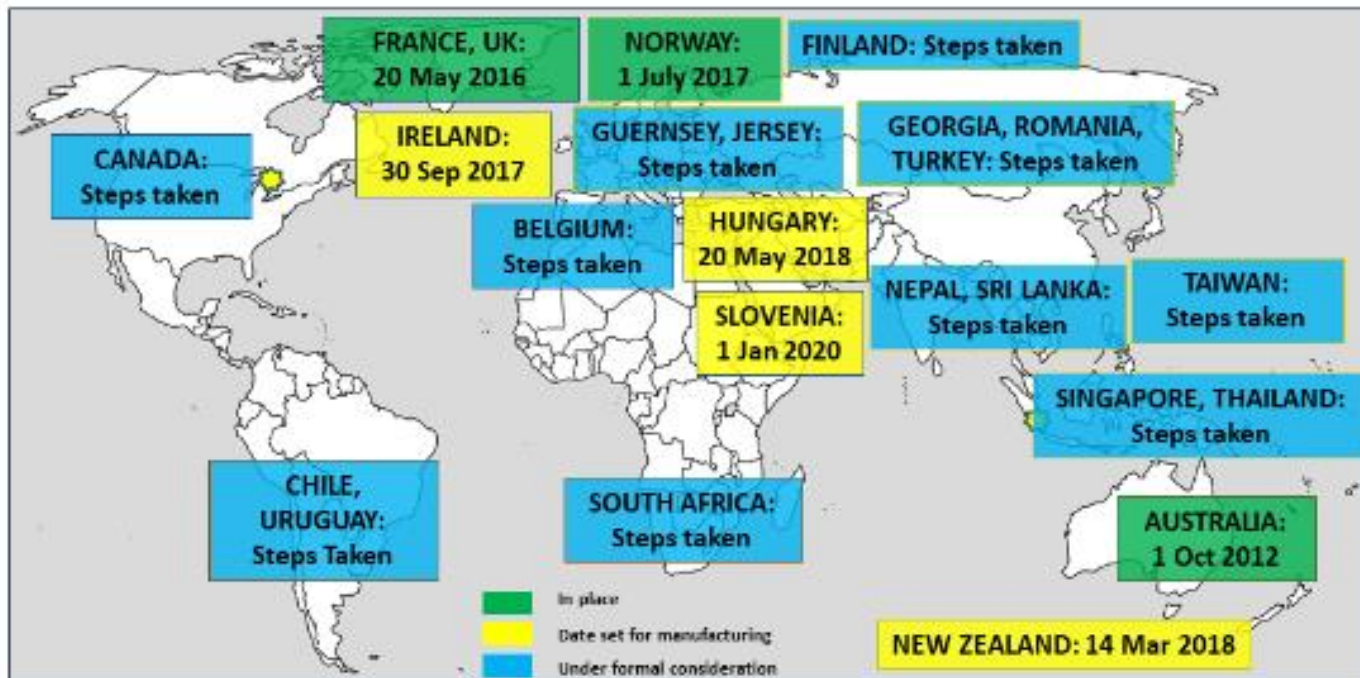 FRANCE, UK:
20 May 2016
NORWAY:
1 July 2017
FINLAND: Steps taken
CANADA:
Steps taken
IRELAND:
30 Sep 2017
GUERNSEY, JERSEY:
Steps taken
GEORGIA, ROMANIA,
TURKEY: Steps taken
BELGIUM:
Steps taken
HUNGARY:
20 May 2018
NEPAL, SRI LANKA:
Steps taken
TAIWAN:
Steps taken
SLOVENIA:
1 Jan 2020
SINGAPORE, THAILAND:
Steps taken
CHILE,
URUGUAY:
Steps Taken
SOUTH AFRICA:
Steps taken
AUSTRALIA:
1 Oct 2012
In place
Date set for manufacturing
Under formal consideration
NEW ZEALAND: 14 Mar 2018